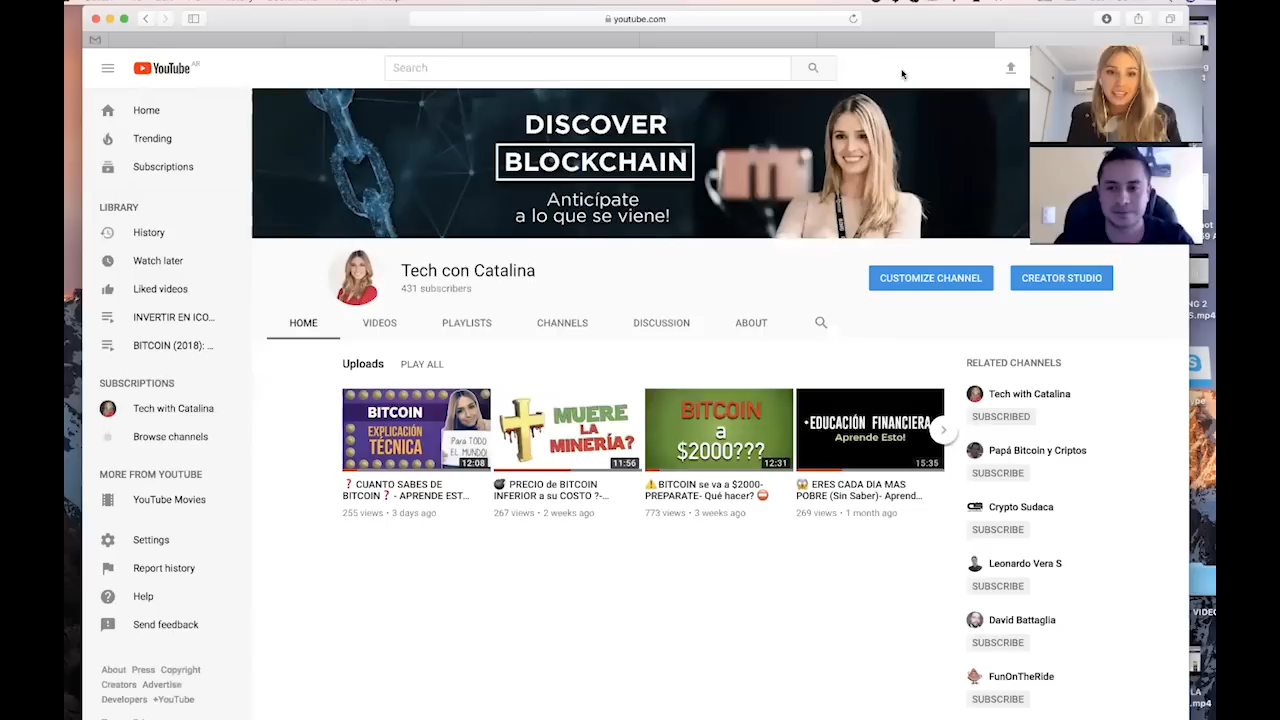 youtube.com
YouTube AR
Search
Home
Trending
Subscriptions
LIBRARY
History
Watch later
Liked videos
INVERTIR EN ICO...
BITCOIN (2018): ...
SUBSCRIPTIONS
Tech with Catalina
Browse channels
MORE FROM YOUTUBE
YouTube Movies
Settings
Report history
Help
Send feedback
About Press Copyright
Creators Advertise
Developers +YouTube
DISCOVER
BLOCKCHAIN
Anticípate
a lo que se viene!
Tech con Catalina
431 subscribers
CUSTOMIZE CHANNEL
CREATOR STUDIO
HOME VIDEOS PLAYLISTS CHANNELS DISCUSSION ABOUT
Uploads PLAY ALL
BITCOIN
EXPLICACIÓN
TÉCNICA
Para TODO
EL MUNDO!
12:08
❓ CUANTO SABES DE
BITCOIN❓ - APRENDE EST...
255 views • 3 days ago
MUERE
LA
MINERÍA?
11:56
💣 PRECIO de BITCOIN
INFERIOR a su COSTO ?-...
267 views • 2 weeks ago
BITCOIN
a
$2000???
12:31
⚠️BITCOIN se va a $2000-
PREPARATE- Qué hacer? ⛔
773 views • 3 weeks ago
•EDUCACIÓN FINANCIERA
Aprende Esto!
15:35
😱 ERES CADA DIA MAS
POBRE (Sin Saber)- Aprend...
269 views • 1 month ago
RELATED CHANNELS
Tech with Catalina
SUBSCRIBED
Papá Bitcoin y Criptos
SUBSCRIBE
Crypto Sudaca
SUBSCRIBE
Leonardo Vera S
SUBSCRIBE
David Battaglia
SUBSCRIBE
FunOnTheRide
SUBSCRIBE